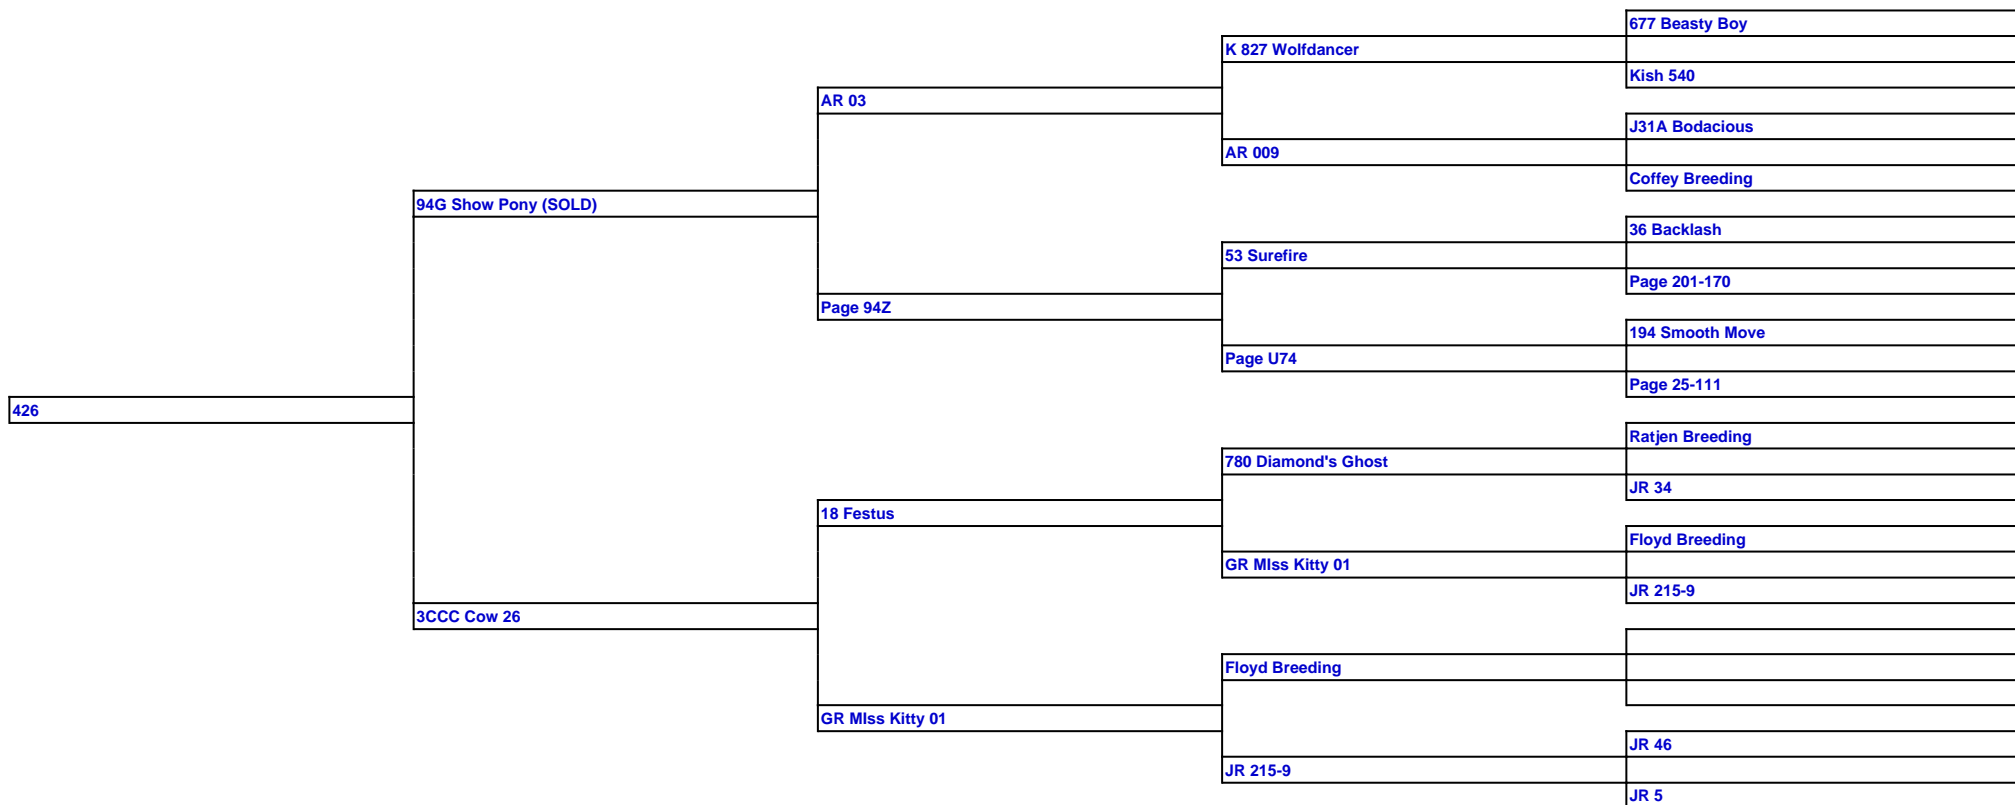 677 Beasty Boy
K 827 Wolfdancer
Kish 540
AR 03
J31A Bodacious
AR 009
Coffey Breeding
94G Show Pony (SOLD)
36 Backlash
53 Surefire
Page 201-170
Page 94Z
194 Smooth Move
Page U74
Page 25-111
426
Ratjen Breeding
780 Diamond's Ghost
JR 34
18 Festus
Floyd Breeding
GR MIss Kitty 01
JR 215-9
3CCC Cow 26
Floyd Breeding
GR MIss Kitty 01
JR 46
JR 215-9
JR 5